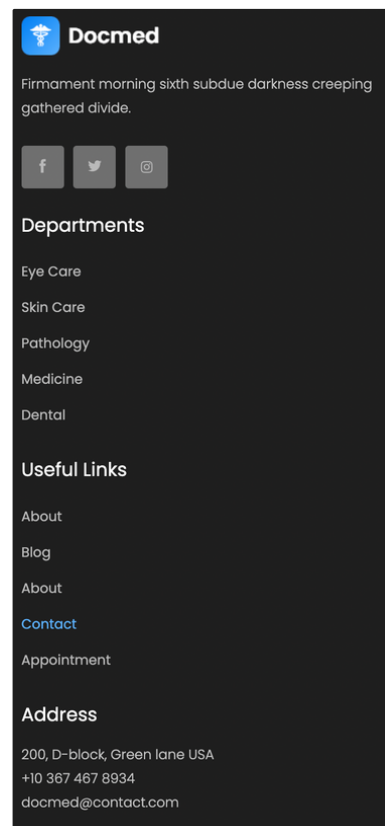 Docmed
Firmament morning sixth subdue darkness creeping
gathered divide.
Departments
Eye Care
Skin Care
Pathology
Medicine
Dental
Useful Links
About
Blog
About
Contact
Appointment
Address
200, D-block, Green lane USA
+10 367 467 8934
docmed@contact.com